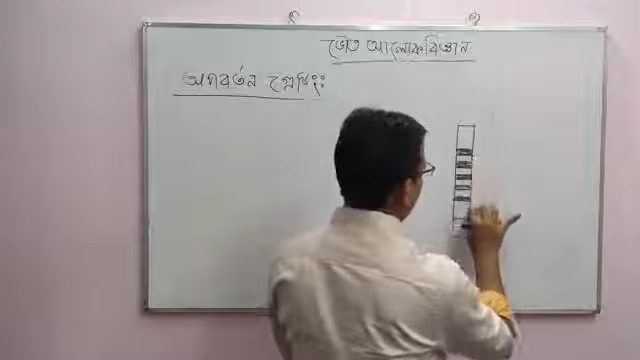 ভৌত আলোকবিজ্ঞান
অপবর্তন গ্রেটিংঃ